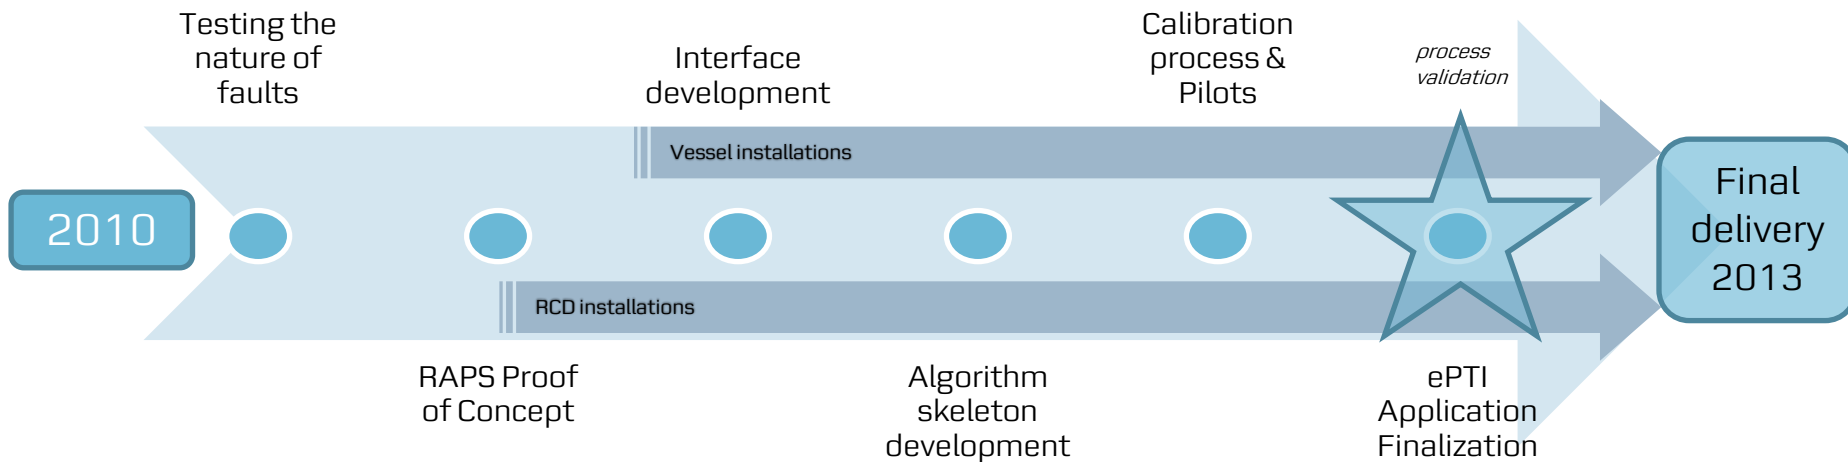 Testing the
nature of
faults
Interface
development
Calibration
process &
Pilots
process
validation
Vessel installations
2010
Final
delivery
2013
RCD installations
RAPS Proof
of Concept
Algorithm
skeleton
development
ePTI
Application
Finalization